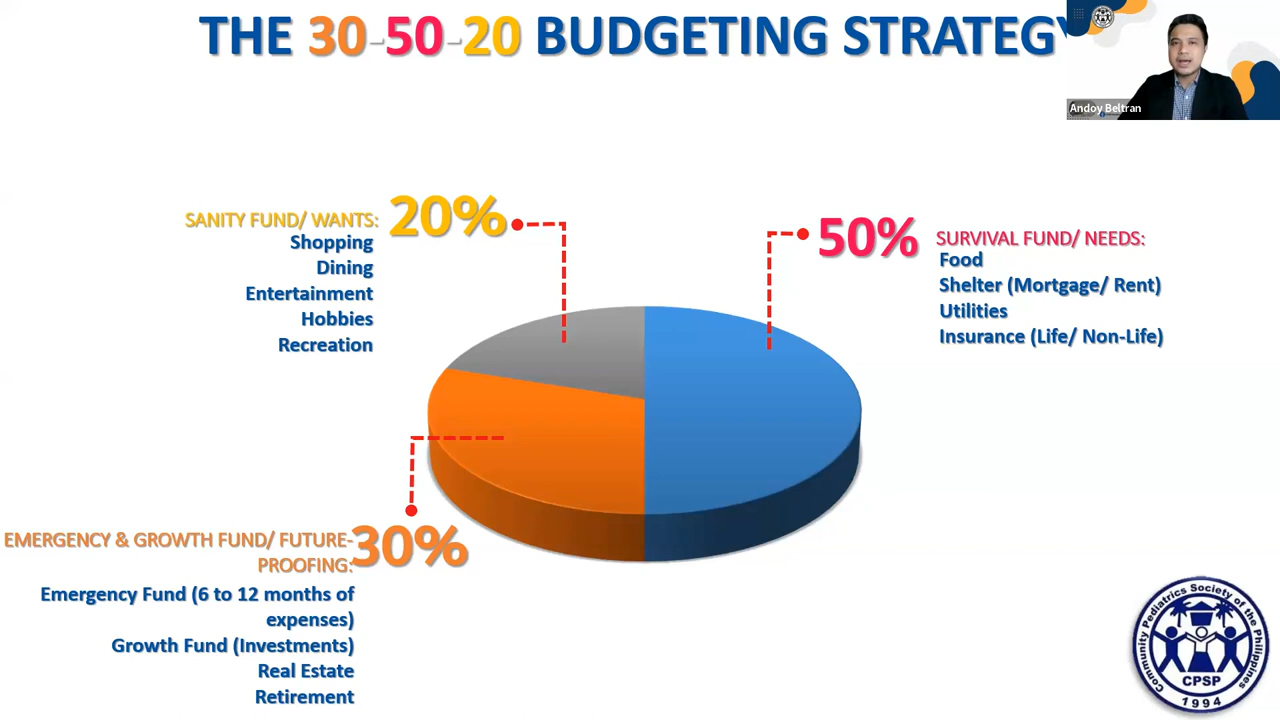 THE 30-50-20 BUDGETING STRATEGY
Andoy Beltran
SANITY FUND/ WANTS: 20%
Shopping
Dining
Entertainment
Hobbies
Recreation
50% SURVIVAL FUND/ NEEDS:
Food
Shelter (Mortgage/ Rent)
Utilities
Insurance (Life/ Non-Life)
EMERGENCY & GROWTH FUND/ FUTURE-
PROOFING: 30%
Emergency Fund (6 to 12 months of
expenses)
Growth Fund (Investments)
Real Estate
Retirement
Community Pediatrics Society of the Philippines
CPSP
1994